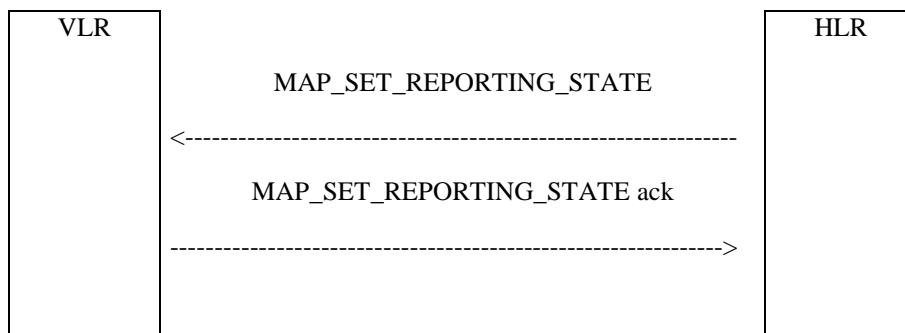 VLR HLR
MAP_SET_REPORTING_STATE
<---------------------------------------------------------------
MAP_SET_REPORTING_STATE ack
--------------------------------------------------------------->